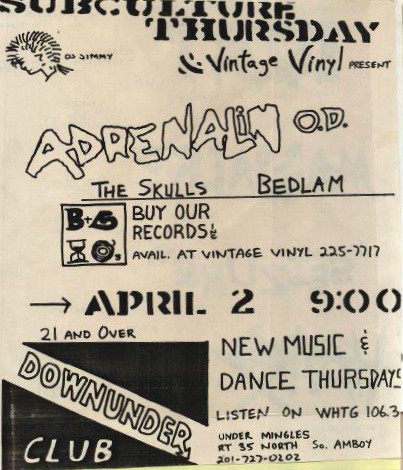 SUBCULTURE
THURSDAY
DJ JIMMY
Vintage Vinyl PRESENT
ADRENALIN O.D.
THE SKULLS BEDLAM
B+
BUY OUR
RECORDS!
AVAIL. AT VINTAGE VINYL 225-7717
→ APRIL 2 9:00
21 AND OVER
DOWNUNDER
CLUB
NEW MUSIC &
DANCE THURSDAYS
LISTEN ON WHTG 106.3
UNDER MINGLES
RT 35 NORTH So. AMBOY
201-727-0202